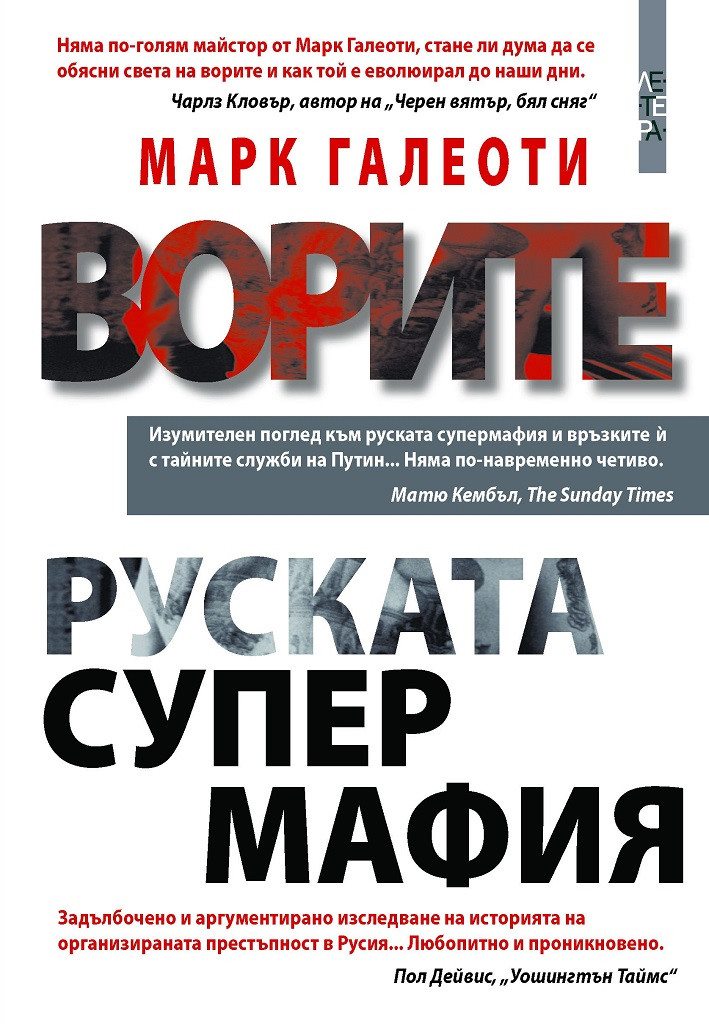 Няма по-голям майстор от Марк Галеоти, стане ли дума да се
обясни света на ворите и как той е еволюирал до наши дни.
Чарлз Кловър, автор на „Черен вятър, бял сняг“
ЛЕ-
-ТЕ-
РА-
МАРК ГАЛЕОТИ
ВОРИТЕ
Изумителен поглед към руската супермафия и връзките ѝ
с тайните служби на Путин... Няма по-навременно четиво.
Матю Кембъл, The Sunday Times
РУСКАТА
СУПЕР
МАФИЯ
Задълбочено и аргументирано изследване на историята на
организираната престъпност в Русия... Любопитно и проникновено.
Пол Дейвис, „Уошингтън Таймс“